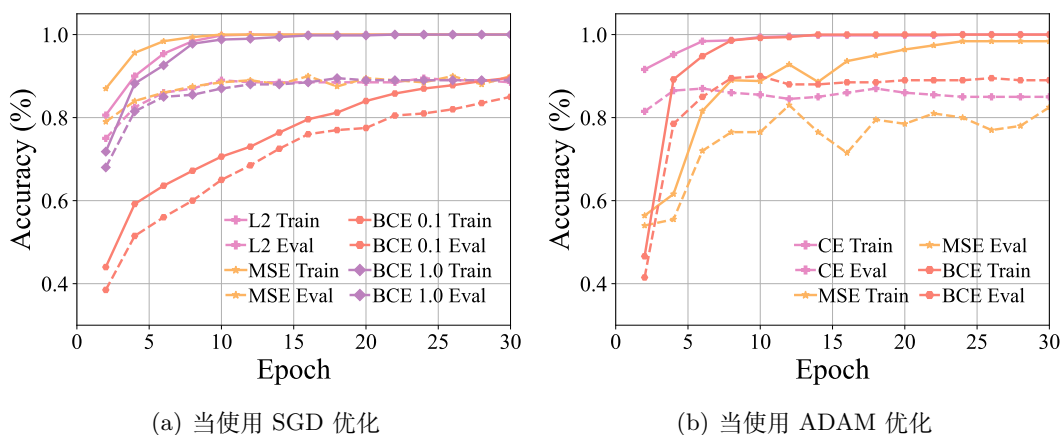 1.0
0.8
0.6
0.4
Accuracy (%)
L2 Train
L2 Eval
MSE Train
MSE Eval
BCE 0.1 Train
BCE 0.1 Eval
BCE 1.0 Train
BCE 1.0 Eval
0 5 10 15 20 25 30
Epoch
(a) 当使用 SGD 优化
1.0
0.8
0.6
0.4
Accuracy (%)
CE Train
CE Eval
MSE Train
MSE Eval
BCE Train
BCE Eval
0 5 10 15 20 25 30
Epoch
(b) 当使用 ADAM 优化